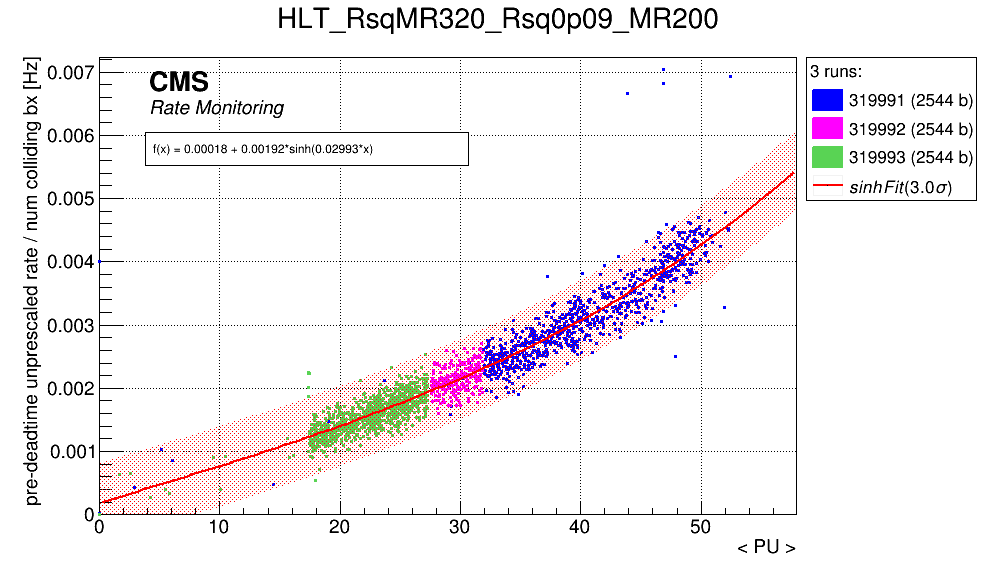 HLT_RsqMR320_Rsq0p09_MR200
pre-deadtime unprescaled rate / num colliding bx [Hz]
0.007
0.006
0.005
0.004
0.003
0.002
0.001
0
CMS
Rate Monitoring
f(x) = 0.00018 + 0.00192*sinh(0.02993*x)
0 10 20 30 40 50
< PU >
3 runs:
319991 (2544 b)
319992 (2544 b)
319993 (2544 b)
sinhFit(3.0σ)